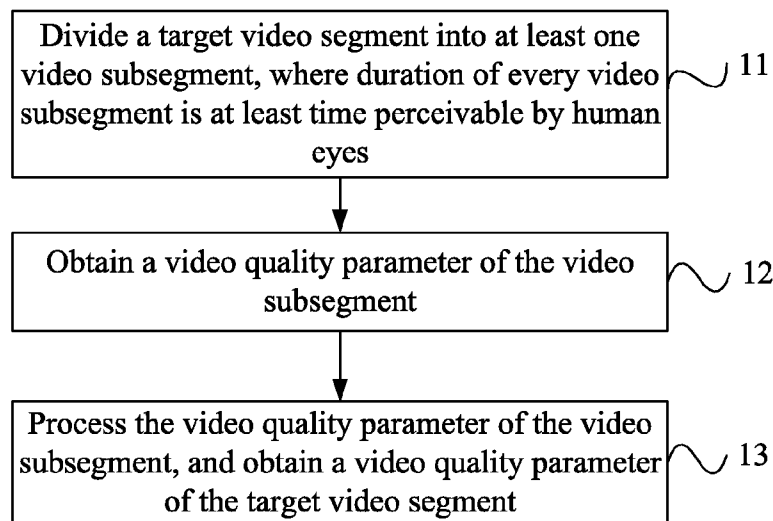 Divide a target video segment into at least one
video subsegment, where duration of every video
subsegment is at least time perceivable by human
eyes
11
Obtain a video quality parameter of the video
subsegment
12
Process the video quality parameter of the video
subsegment, and obtain a video quality parameter
of the target video segment
13